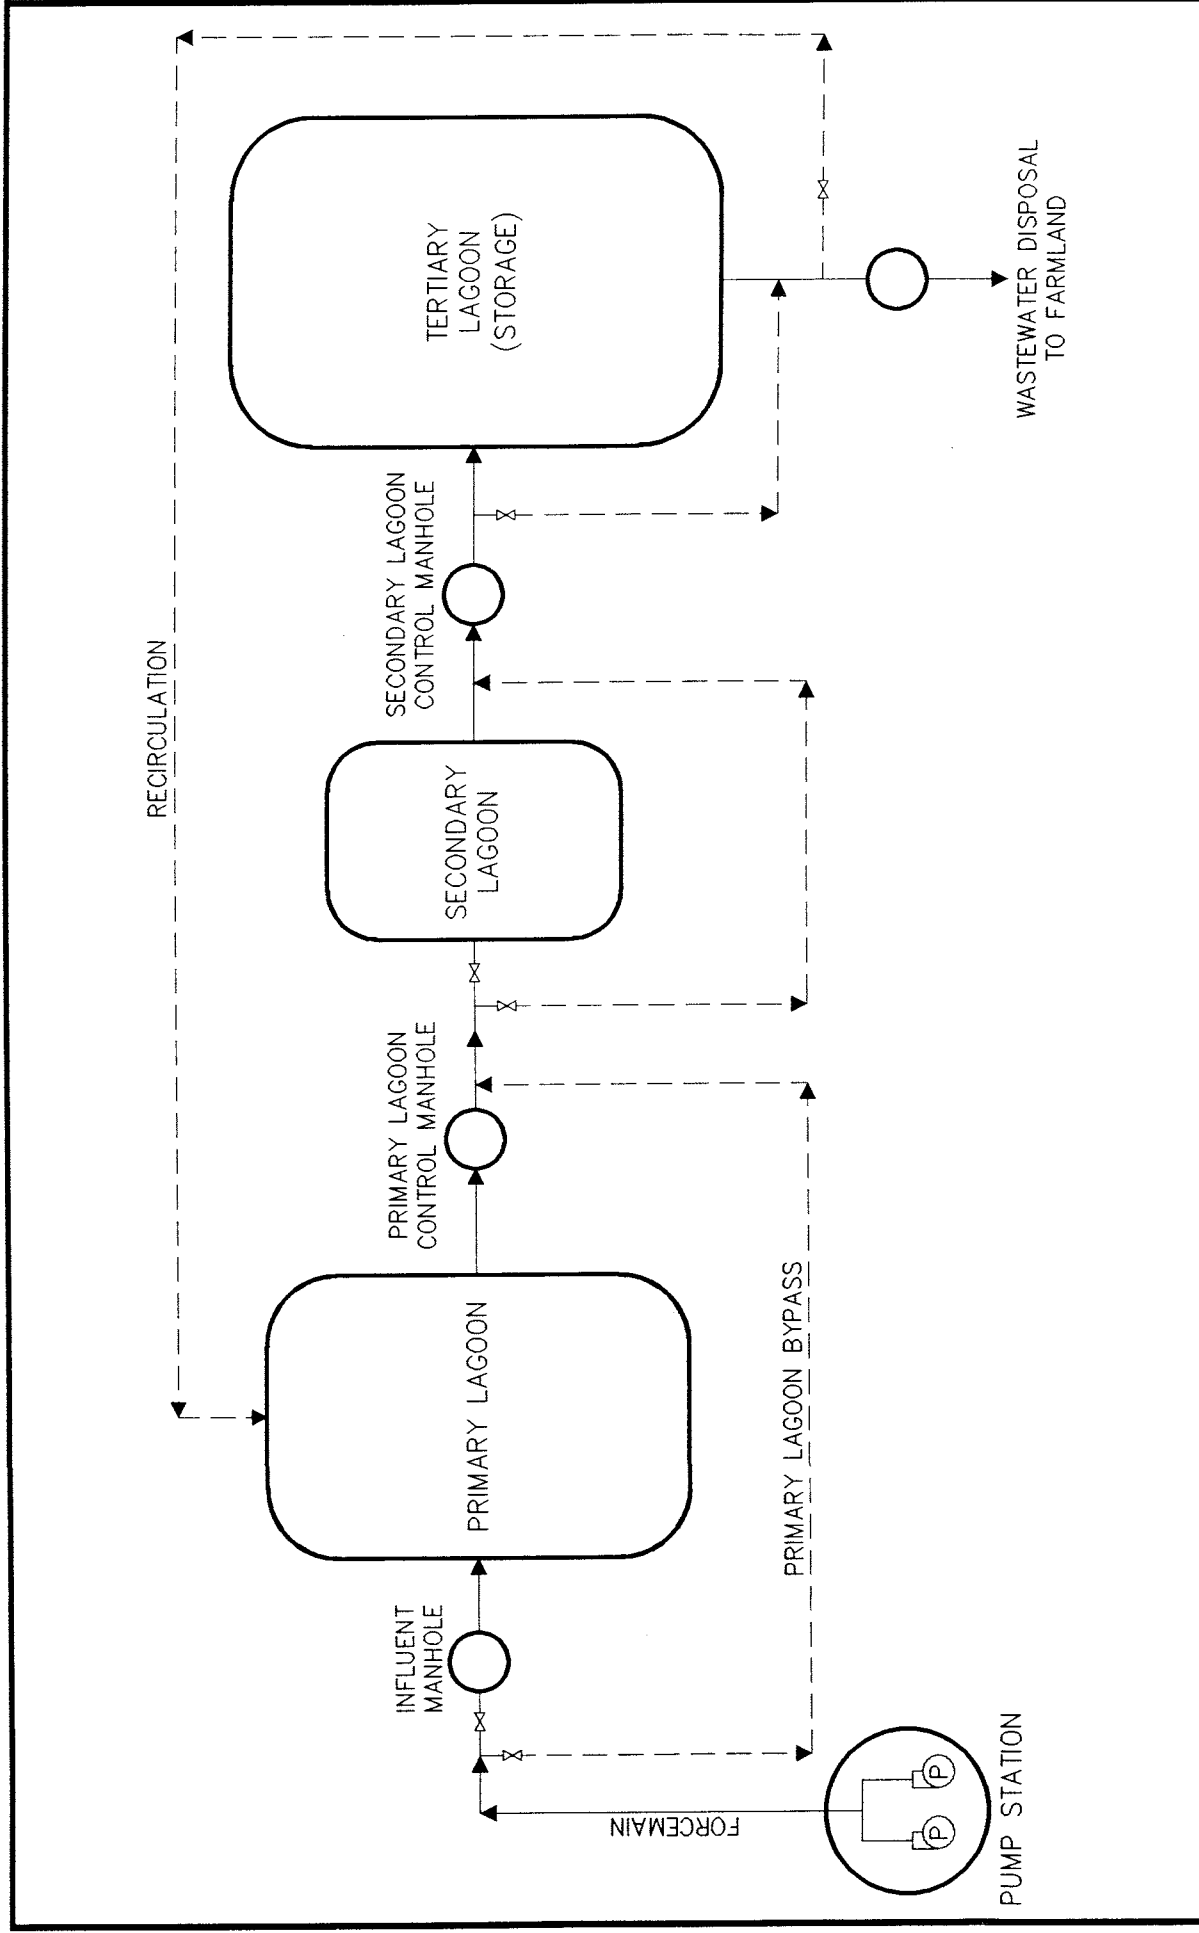 RECIRCULATION
TERTIARY
LAGOON
(STORAGE)
WASTEWATER DISPOSAL
TO FARMLAND
SECONDARY LAGOON
CONTROL MANHOLE
SECONDARY
LAGOON
PRIMARY LAGOON
CONTROL MANHOLE
PRIMARY LAGOON
PRIMARY LAGOON BYPASS
INFLUENT
MANHOLE
FORCEMAIN
P
P
PUMP STATION